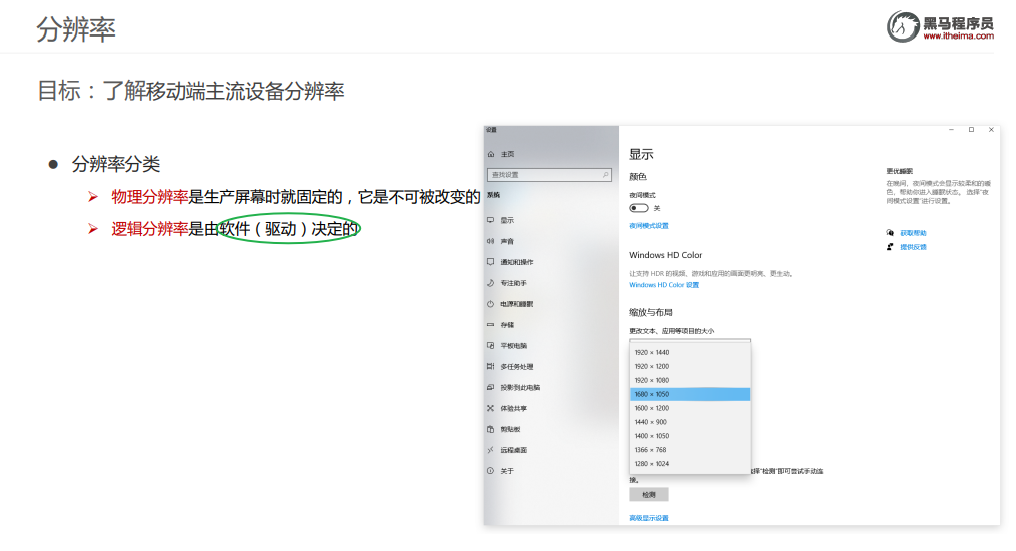 分辨率
黑马程序员
www.itheima.com
目标：了解移动端主流设备分辨率
● 分辨率分类
➢ 物理分辨率是生产屏幕时就固定的，它是不可被改变的
➢ 逻辑分辨率是由软件（驱动）决定的
设置
主页
查找设置
系统
显示
声音
通知和操作
专注助手
电源和睡眠
存储
平板电脑
多任务处理
投影到此电脑
体验共享
剪贴板
远程桌面
关于
显示
颜色
夜间模式
关
夜间模式设置
Windows HD Color
让支持 HDR 的视频、游戏和应用的画面更明亮、更生动。
Windows HD Color 设置
缩放与布局
更改文本、应用等项目的大小
1920 × 1440
1920 × 1200
1920 × 1080
1680 × 1050
1600 × 1200
1440 × 900
1400 × 1050
1366 × 768
1280 × 1024
选择"检测"即可尝试手动连
接。
检测
高级显示设置
更优睡眠
在晚间，夜间模式会显示较柔和的暖
色，帮助你进入睡眠状态。 选择"夜
间模式设置"进行设置。
获取帮助
提供反馈